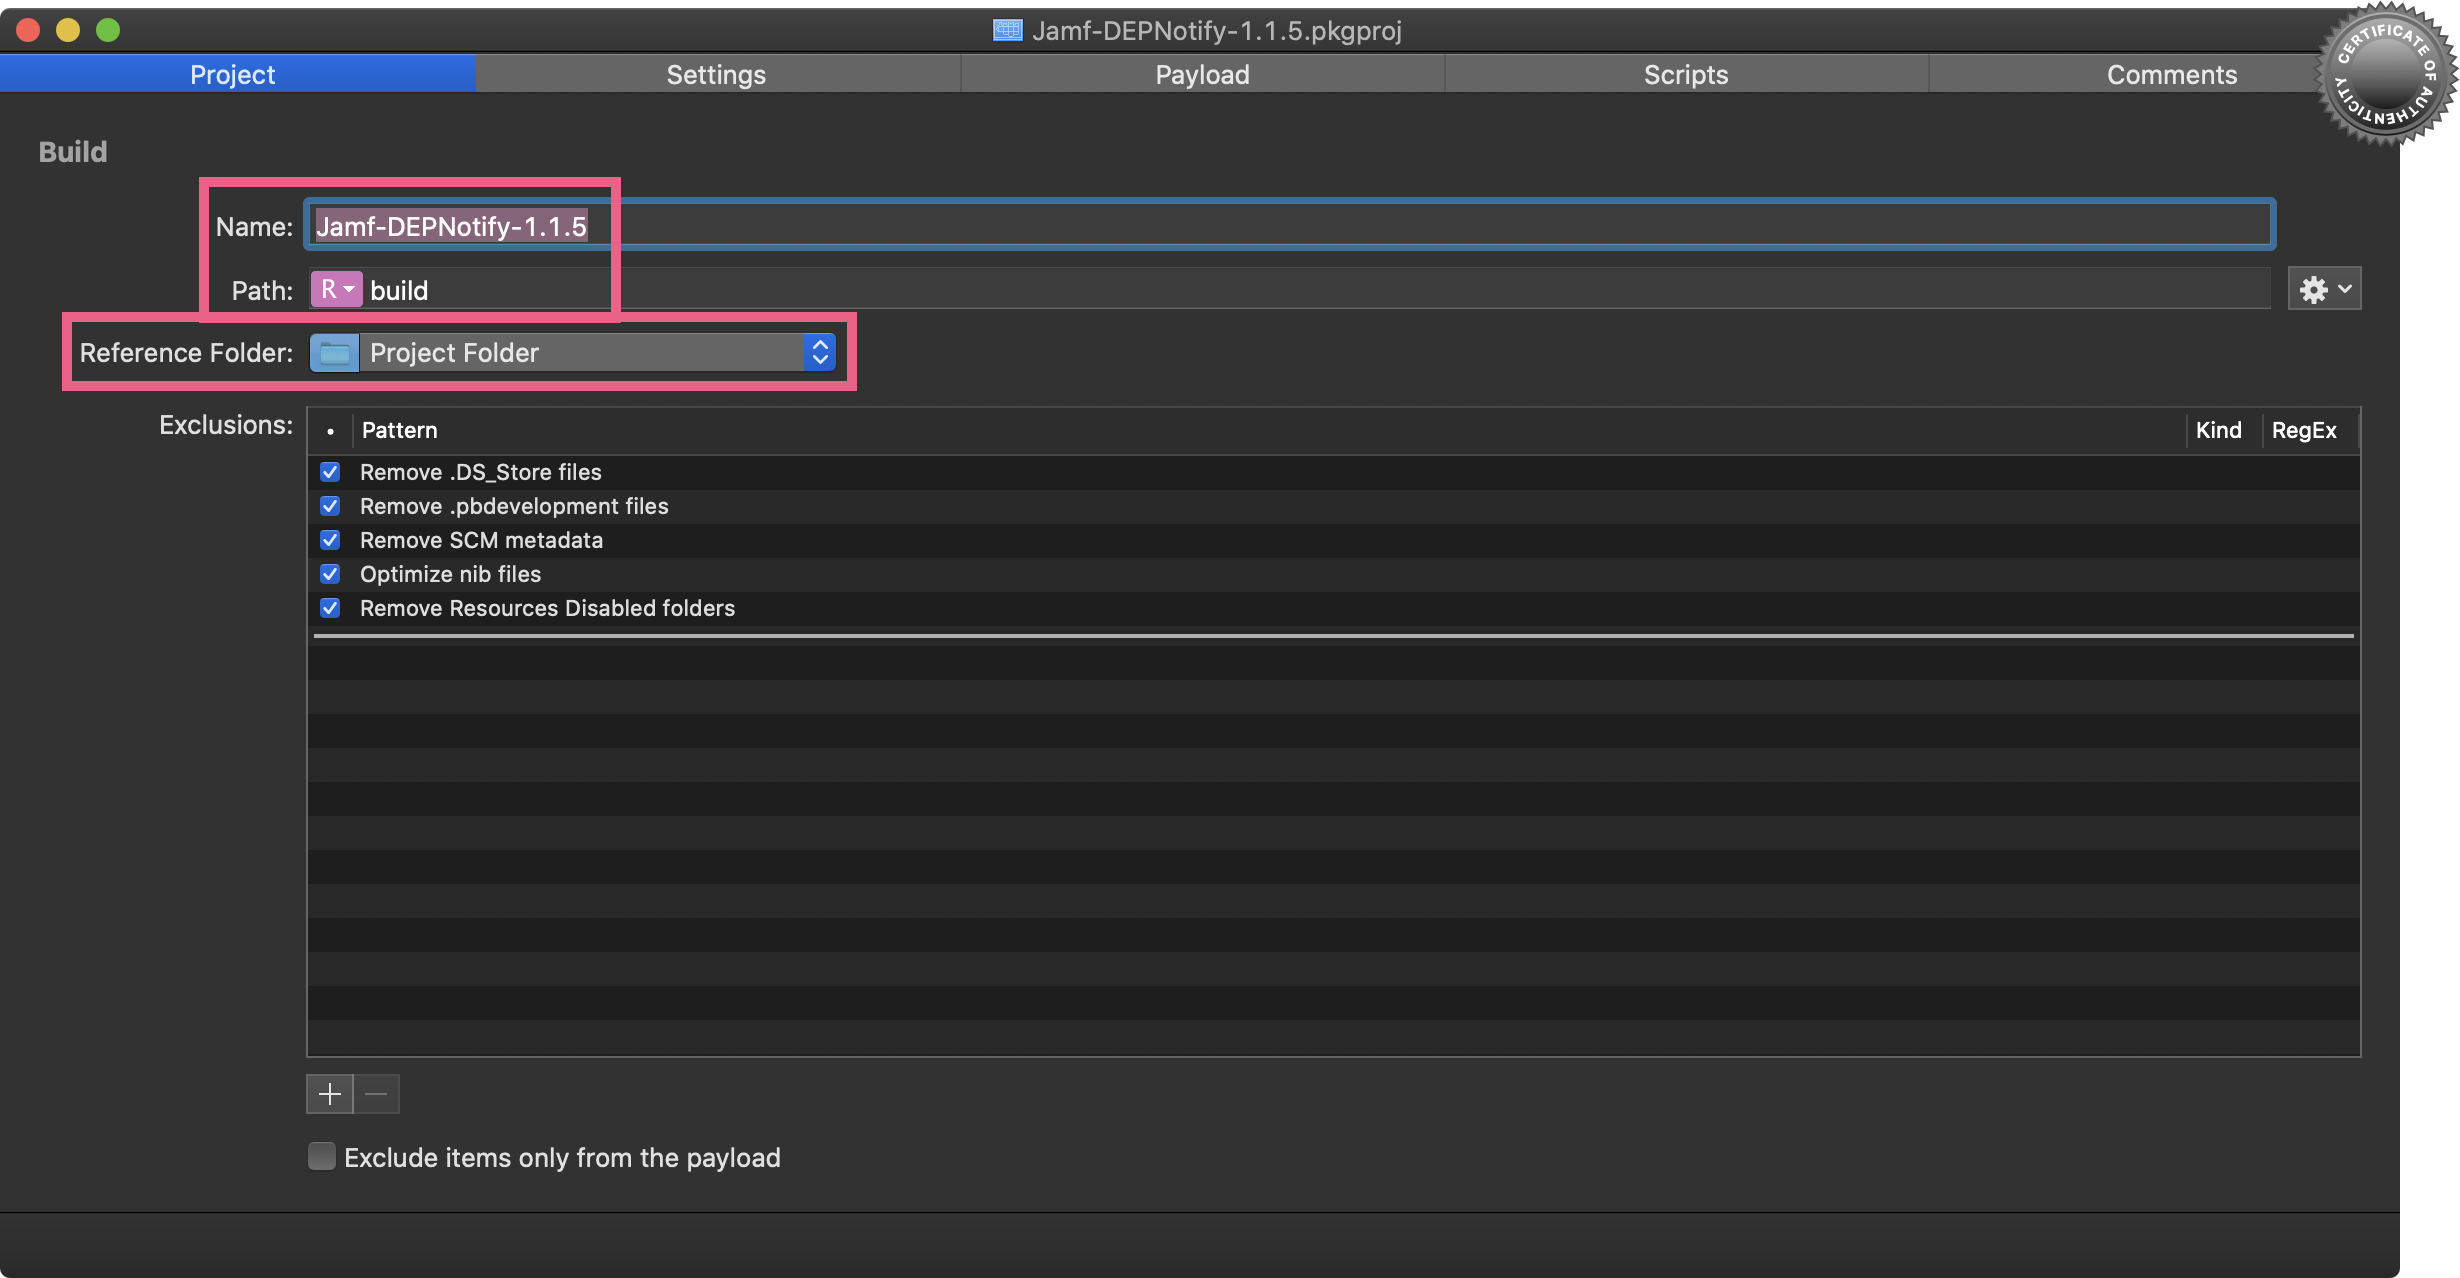 Jamf-DEPNotify-1.1.5.pkgproj
Project Settings Payload Scripts Comments
CERTIFICATE OF AUTHENTICITY
Build
Name: Jamf-DEPNotify-1.1.5
Path: R build
Reference Folder: Project Folder
Exclusions: • Pattern Kind RegEx
Remove .DS_Store files
Remove .pbdevelopment files
Remove SCM metadata
Optimize nib files
Remove Resources Disabled folders
Exclude items only from the payload